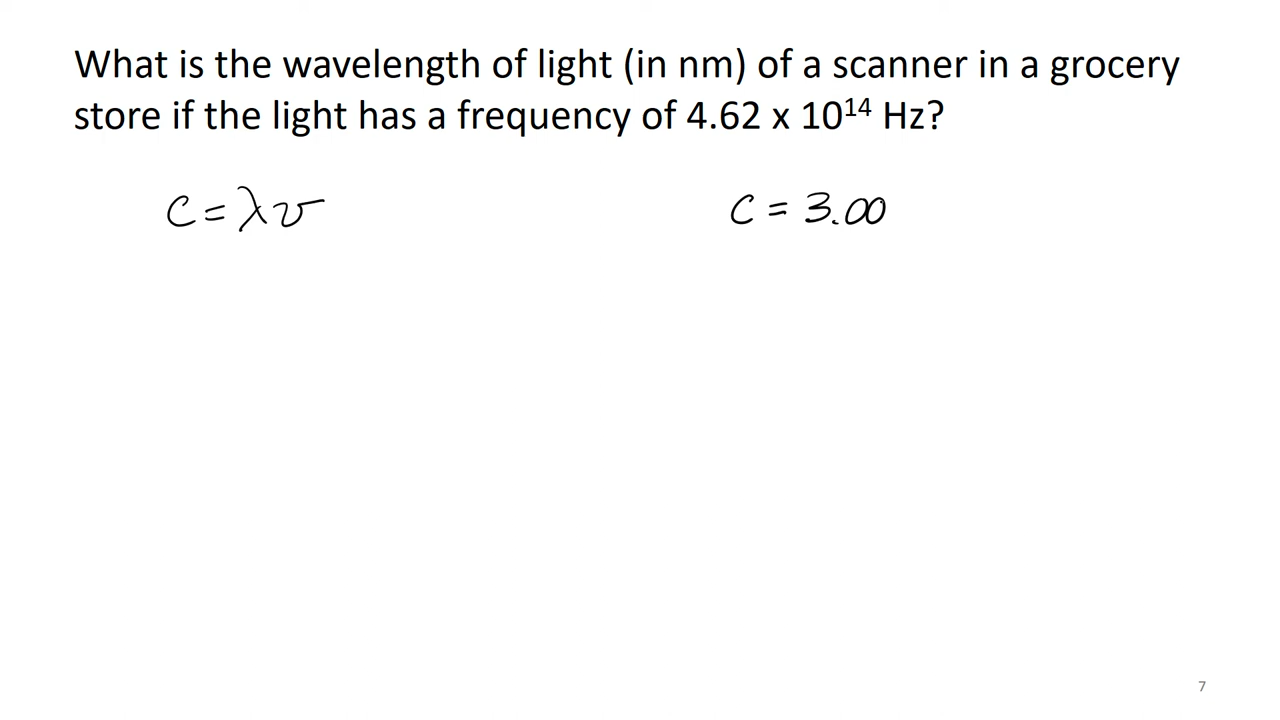 What is the wavelength of light (in nm) of a scanner in a grocery
store if the light has a frequency of 4.62 x 10¹⁴ Hz?
C = λν
C = 3.00
7